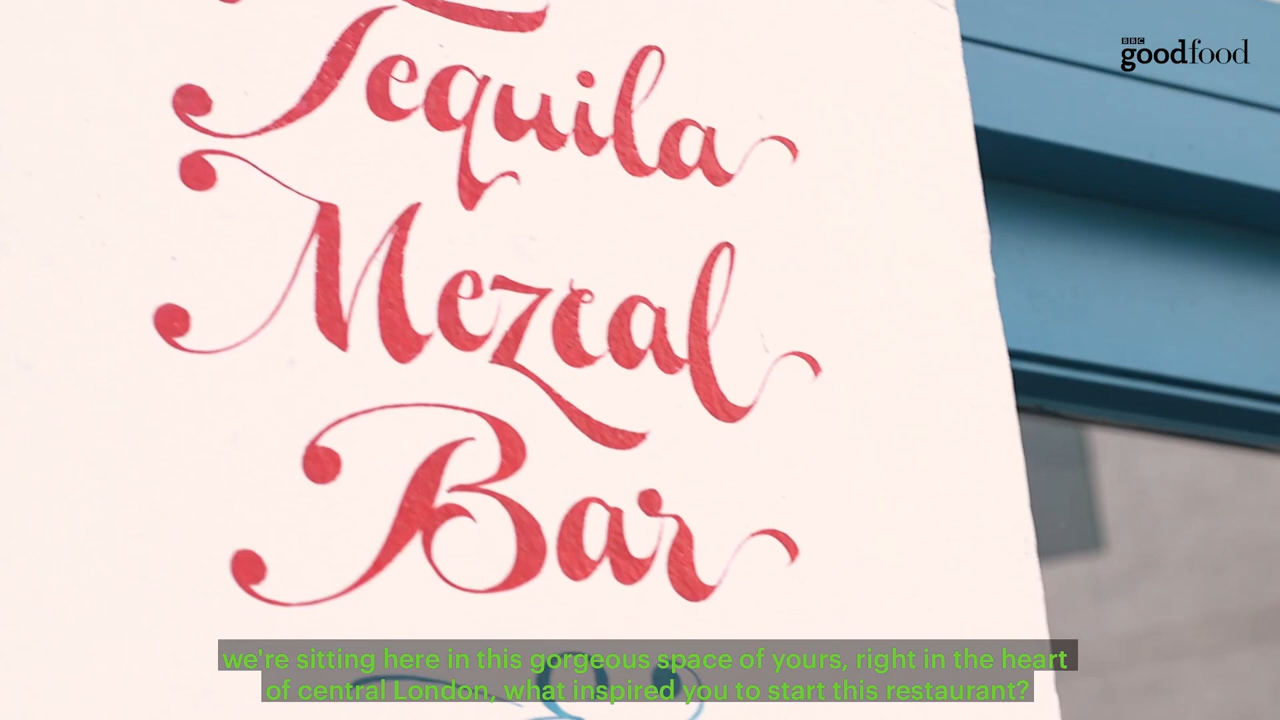 BBC
goodfood
Tequila
Mezcal
Bar
we're sitting here in this gorgeous space of yours, right in the heart
of central London, what inspired you to start this restaurant?